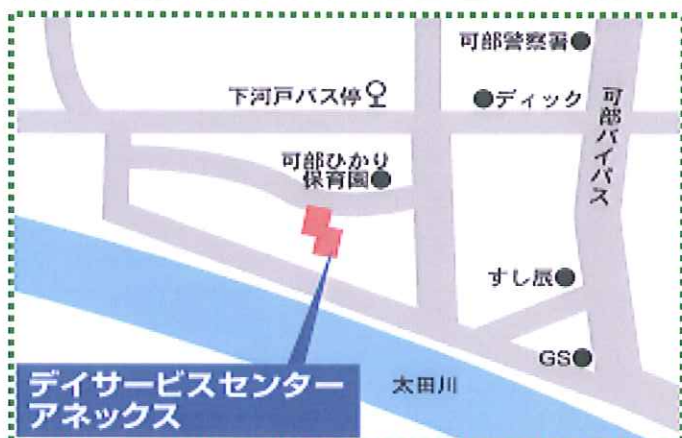 可部警察署
下河戸バス停
ディック
可部バイパス
可部ひかり
保育園
すし辰
GS
太田川
デイサービスセンター
アネックス